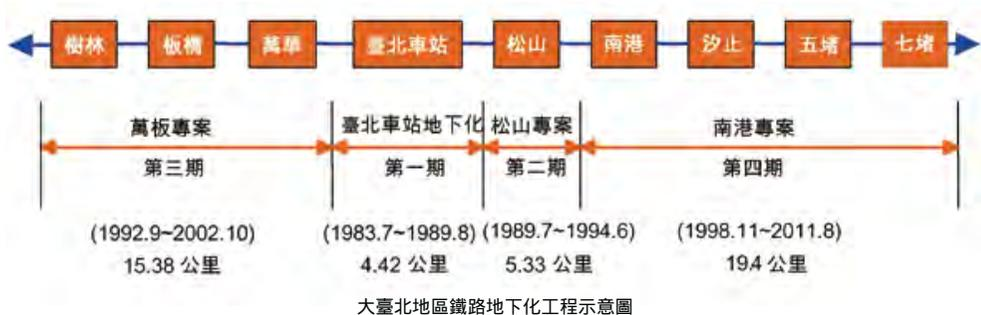 樹林 板橋 萬華 臺北車站 松山 南港 汐止 五堵 七堵
萬板專案 臺北車站地下化 松山專案 南港專案
第三期 第一期 第二期 第四期
(1992.9~2002.10) (1983.7~1989.8) (1989.7~1994.6) (1998.11~2011.8)
15.38 公里 4.42 公里 5.33 公里 19.4 公里
大臺北地區鐵路地下化工程示意圖